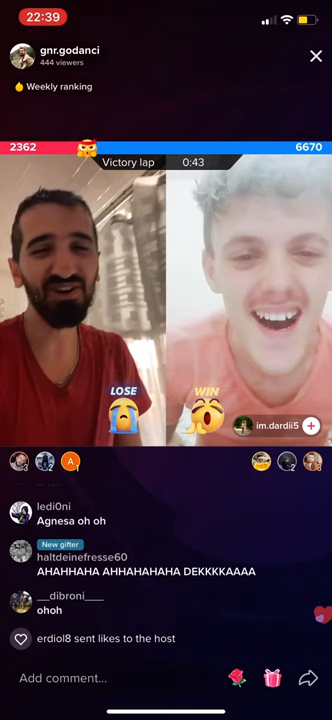 22:39
gnr.godanci
444 viewers
Weekly ranking
2362
6670
Victory lap
0:43
LOSE
WIN
im.dardii5
A
ledi0ni
Agnesa oh oh
New gifter
haltdeinefresse60
AHAHHAHA AHHAHAHAHA DEKKKKAAAA
__dibroni___
ohoh
erdiol8 sent likes to the host
Add comment...